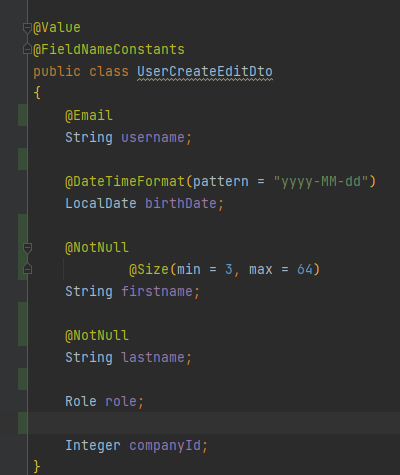 @Value
@FieldNameConstants
public class UserCreateEditDto
{
@Email
String username;
@DateTimeFormat(pattern = "yyyy-MM-dd")
LocalDate birthDate;
@NotNull
@Size(min = 3, max = 64)
String firstname;
@NotNull
String lastname;
Role role;
Integer companyId;
}